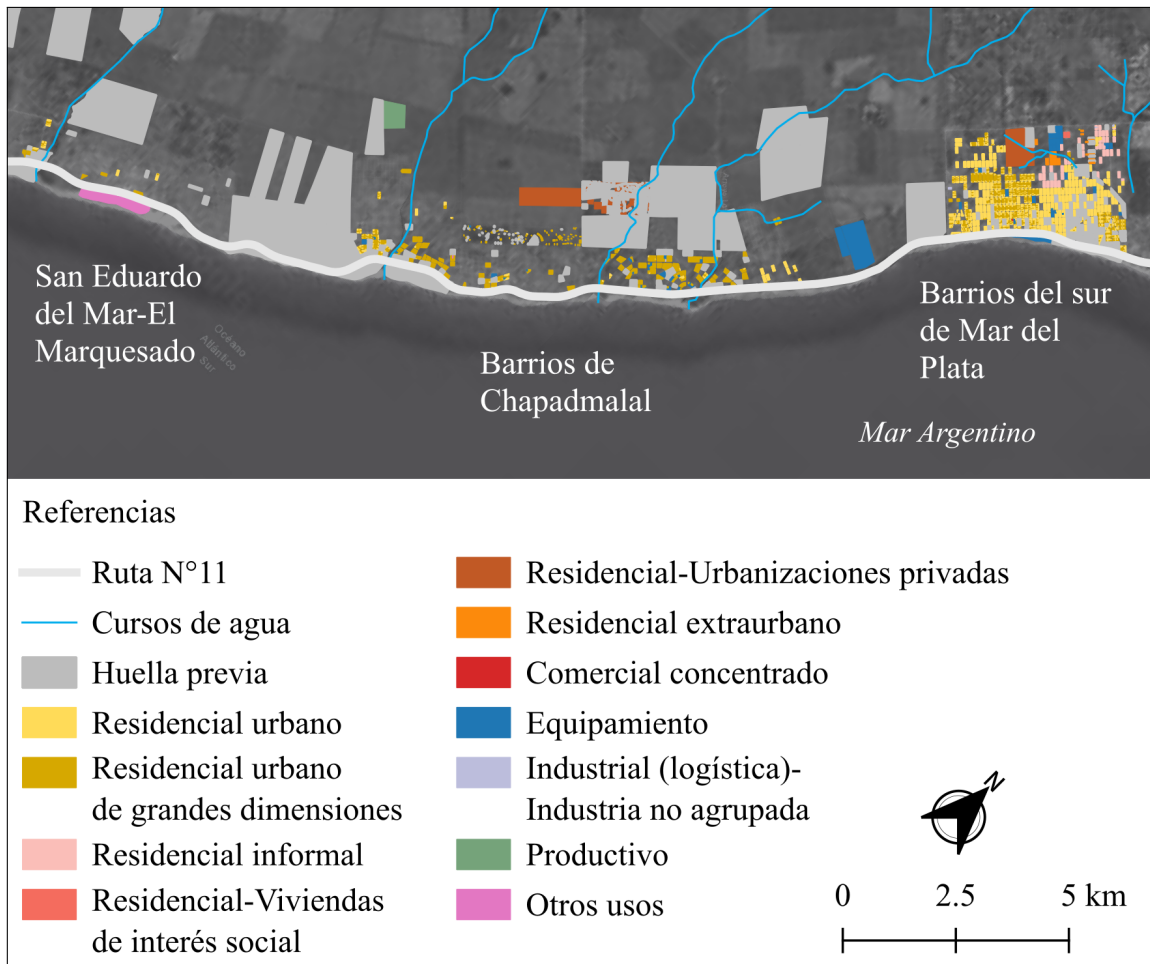 San Eduardo
del Mar-El
Marquesado
Océano
Atlántico
Sur
Barrios de
Chapadmalal
Barrios del sur
de Mar del
Plata
Mar Argentino
Referencias
Ruta N°11
Cursos de agua
Huella previa
Residencial urbano
Residencial urbano
de grandes dimensiones
Residencial informal
Residencial-Viviendas
de interés social
Residencial-Urbanizaciones privadas
Residencial extraurbano
Comercial concentrado
Equipamiento
Industrial (logística)-
Industria no agrupada
Productivo
Otros usos
N
0 2.5 5 km